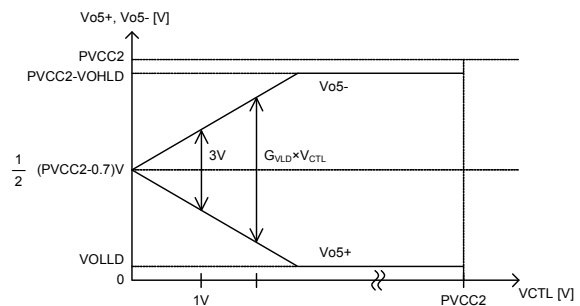 Vo5+, Vo5- [V]
PVCC2
PVCC2-VOHLD
Vo5-
1/2 (PVCC2-0.7)V
3V
GVLD×VCTL
VOLLD
Vo5+
0
1V
PVCC2
VCTL [V]